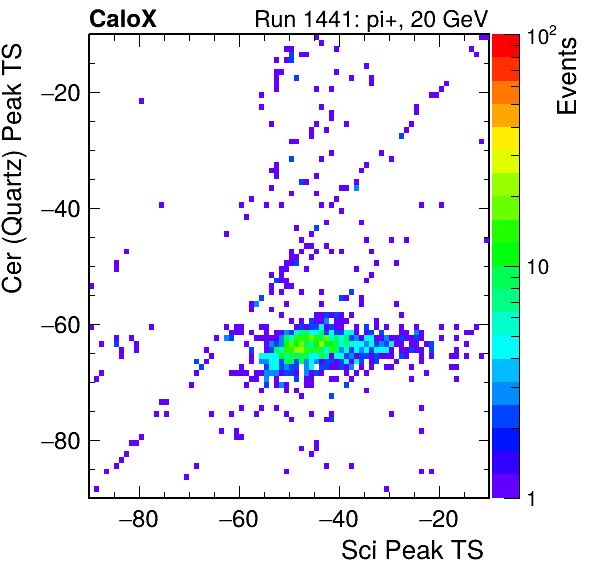 CaloX Run 1441: pi+, 20 GeV
Cer (Quartz) Peak TS
−20
−40
−60
−80
−80 −60 −40 −20
Sci Peak TS
10²
10
1
Events